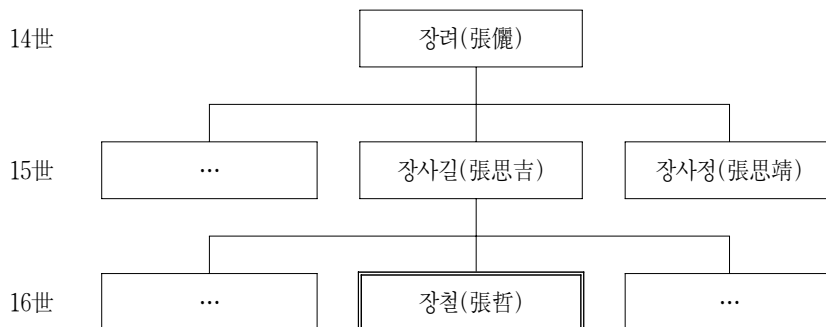 14世 장려(張儷)
15世 … 장사길(張思吉) 장사정(張思靖)
16世 … 장철(張哲) …